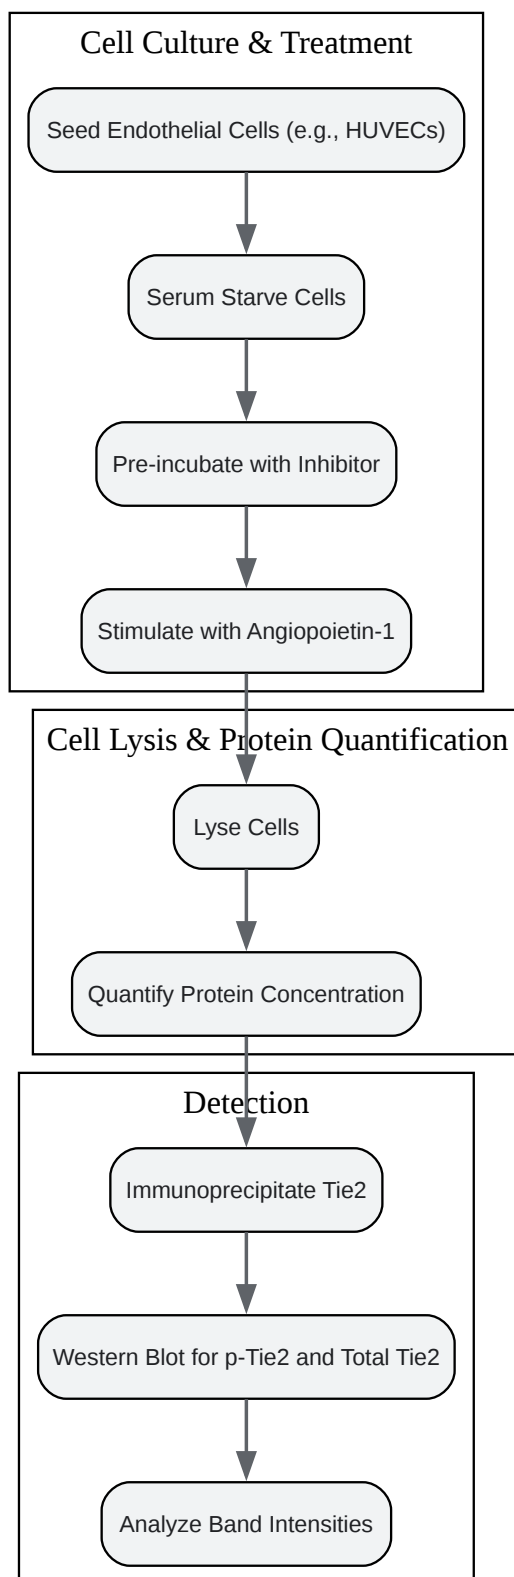 Cell Culture & Treatment
Seed Endothelial Cells (e.g., HUVECs)
Serum Starve Cells
Pre-incubate with Inhibitor
Stimulate with Angiopoietin-1
Cell Lysis & Protein Quantification
Lyse Cells
Quantify Protein Concentration
Detection
Immunoprecipitate Tie2
Western Blot for p-Tie2 and Total Tie2
Analyze Band Intensities